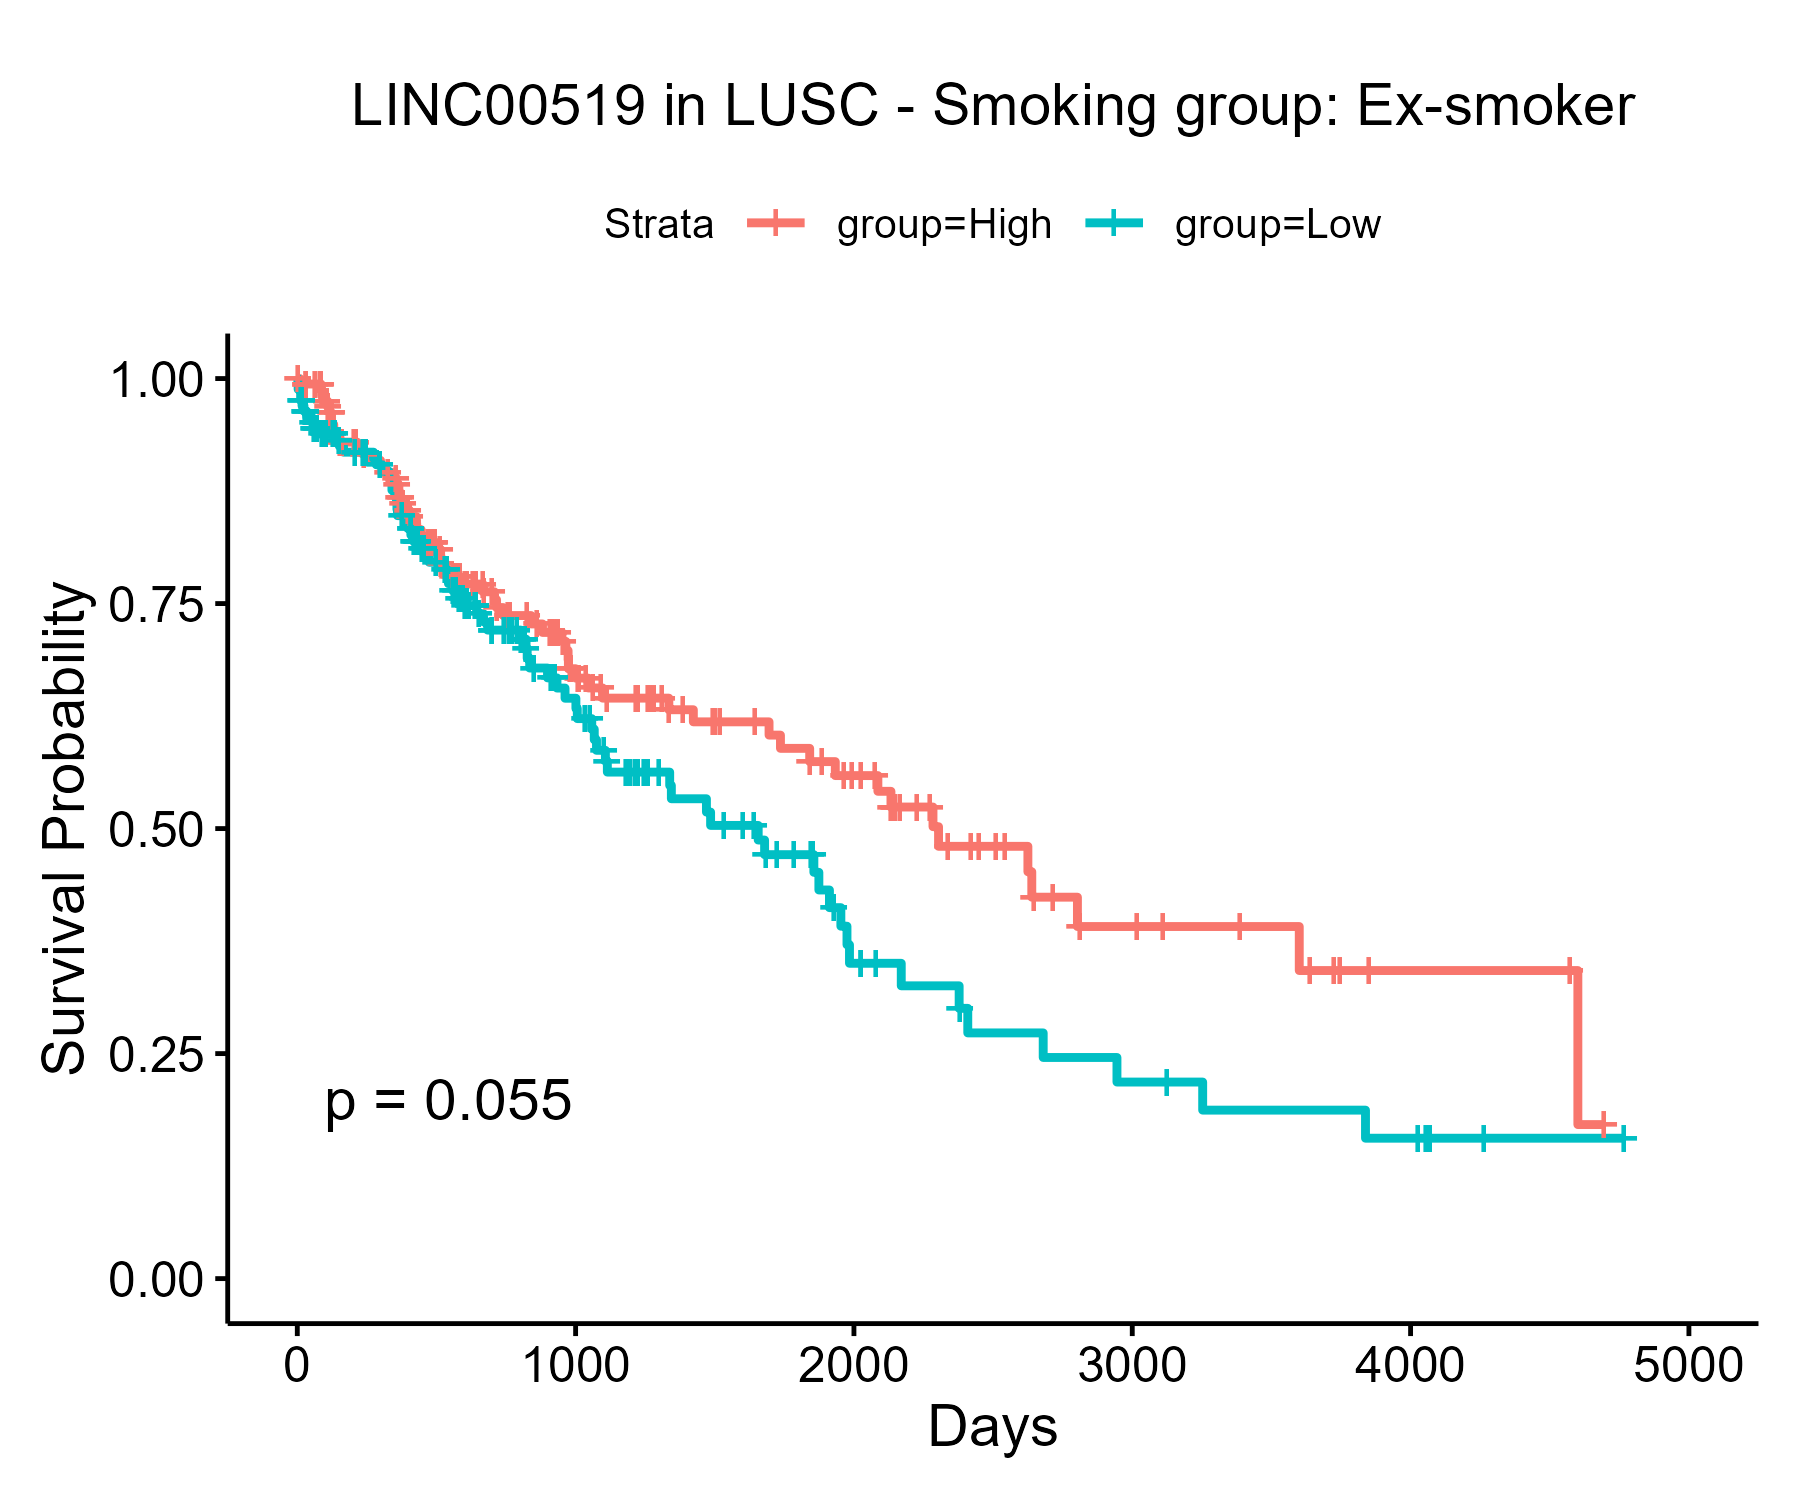 LINC00519 in LUSC - Smoking group: Ex-smoker
Strata group=High group=Low
Survival Probability
1.00
0.75
0.50
0.25
0.00
p = 0.055
0 1000 2000 3000 4000 5000
Days